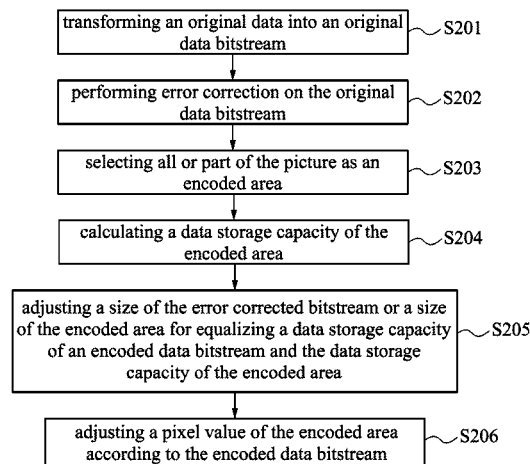 transforming an original data into an original
data bitstream
S201
performing error correction on the original
data bitstream
S202
selecting all or part of the picture as an
encoded area
S203
calculating a data storage capacity of the
encoded area
S204
adjusting a size of the error corrected bitstream or a size
of the encoded area for equalizing a data storage capacity
of an encoded data bitstream and the data storage
capacity of the encoded area
S205
adjusting a pixel value of the encoded area
according to the encoded data bitstream
S206